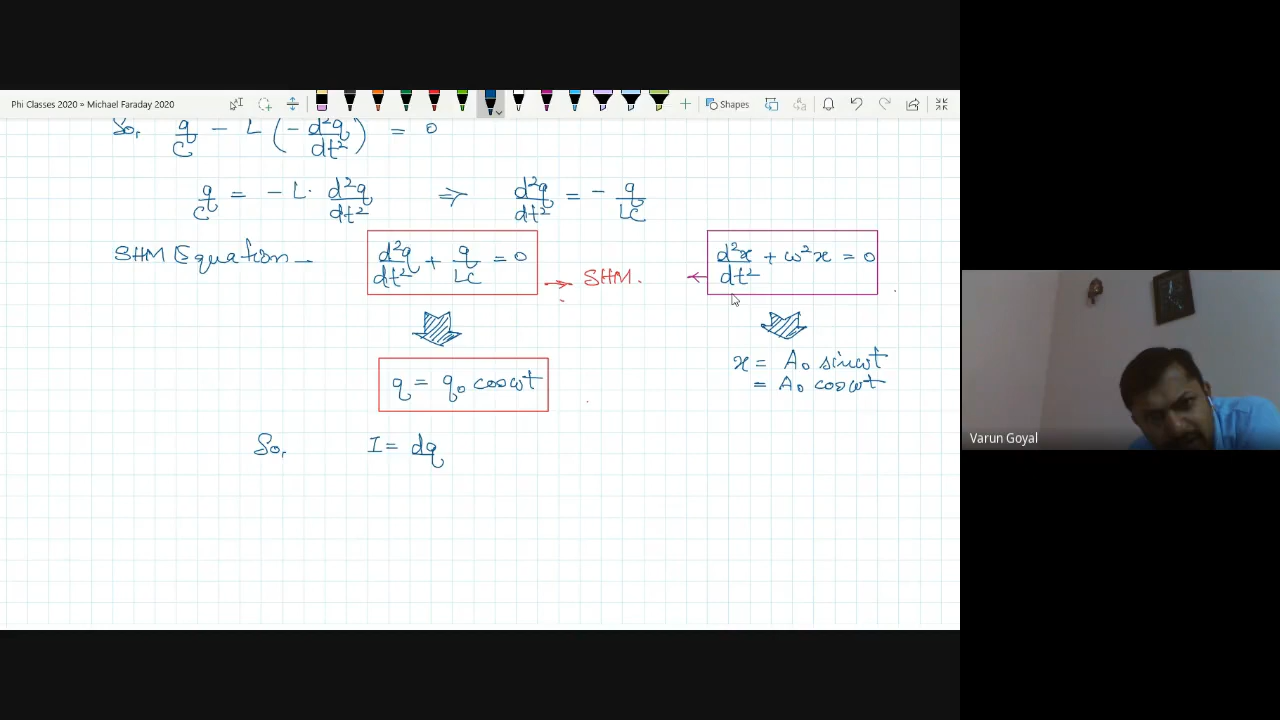 Phi Classes 2020 » Michael Faraday 2020
Shapes
So, q/C - L (- d²q/dt²) = 0
q/C = - L · d²q/dt² ⇒ d²q/dt² = - q/LC
SHM Equation - d²q/dt² + q/LC = 0 → SHM. ← d²x/dt² + ω²x = 0
q = q₀ cosωt
x = A₀ sinωt
= A₀ cosωt
So, I = dq
Varun Goyal